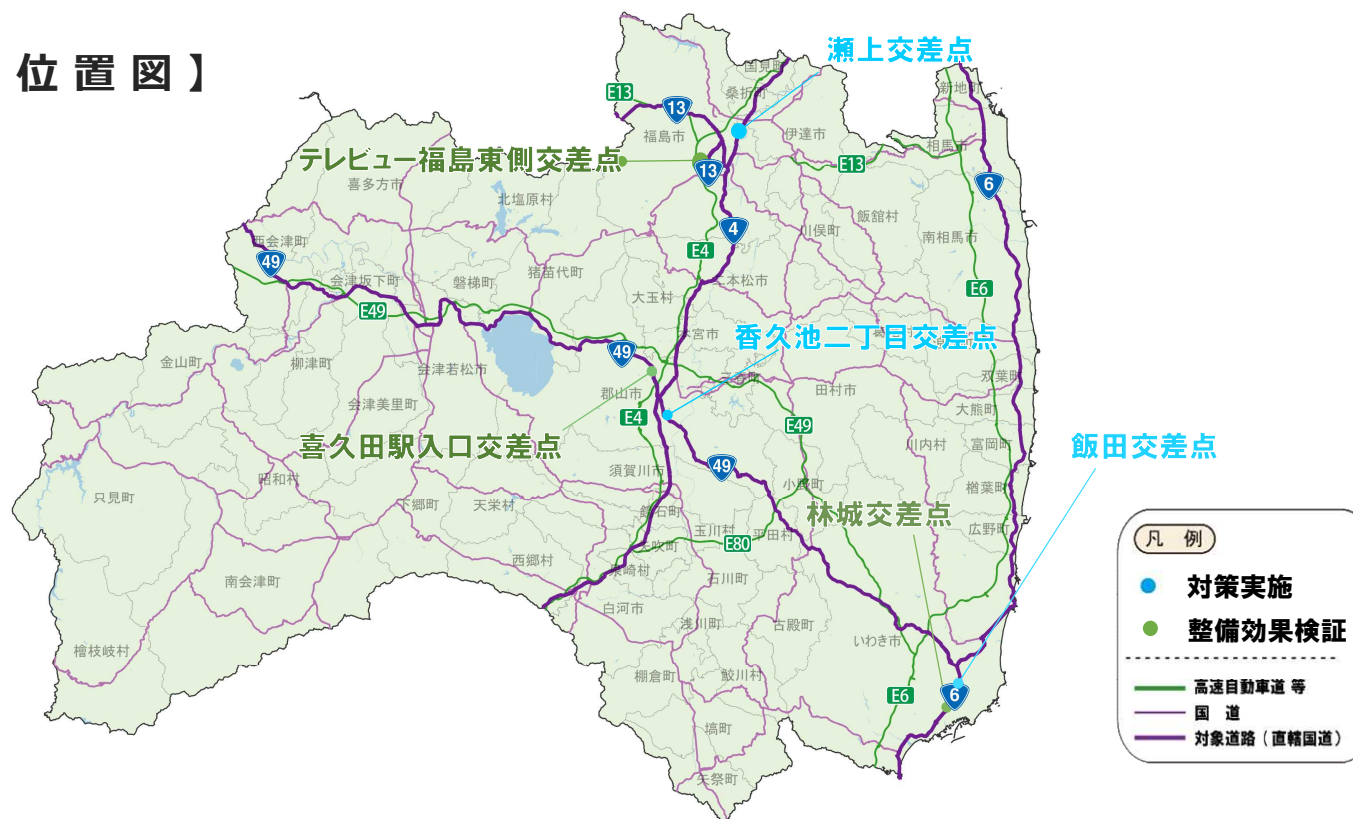 位置図】
瀬上交差点
国見町
桑折町
新地町
E13
13
福島市
伊達市
相馬市
テレビュー福島東側交差点
13
E13
6
喜多方市
北塩原村
飯舘村
4
川俣町
南相馬市
西会津町
49
E4
会津坂下町
磐梯町
猪苗代町
二本松市
大玉村
E6
E49
本宮市
香久池二丁目交差点
金山町
柳津町
会津若松市
49
三春町
双葉町
郡山市
田村市
会津美里町
E4
大熊町
E49
喜久田駅入口交差点
川内村
富岡町
飯田交差点
須賀川市
49
昭和村
小野町
楢葉町
只見町
下郷町
天栄村
鏡石町
林城交差点
玉川村
広野町
平田村
矢吹町
E80
西郷村
泉崎村
石川町
南会津町
白河市
浅川町
古殿町
いわき市
檜枝岐村
棚倉町
鮫川村
E6
6
塙町
矢祭町
凡例
対策実施
整備効果検証
高速自動車道 等
国道
対象道路（直轄国道）